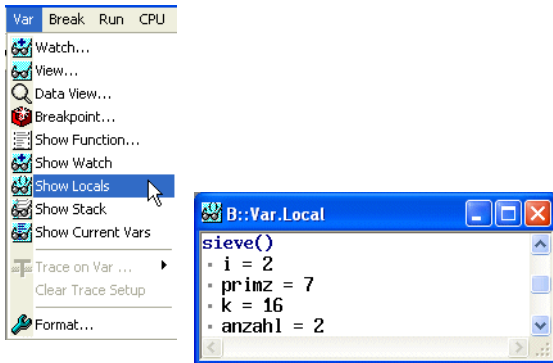 Var Break Run CPU
Watch...
View...
Data View...
Breakpoint...
Show Function...
Show Watch
Show Locals
Show Stack
Show Current Vars
Trace on Var ...
Clear Trace Setup
Format...
B::Var.Local
sieve()
i = 2
primz = 7
k = 16
anzahl = 2